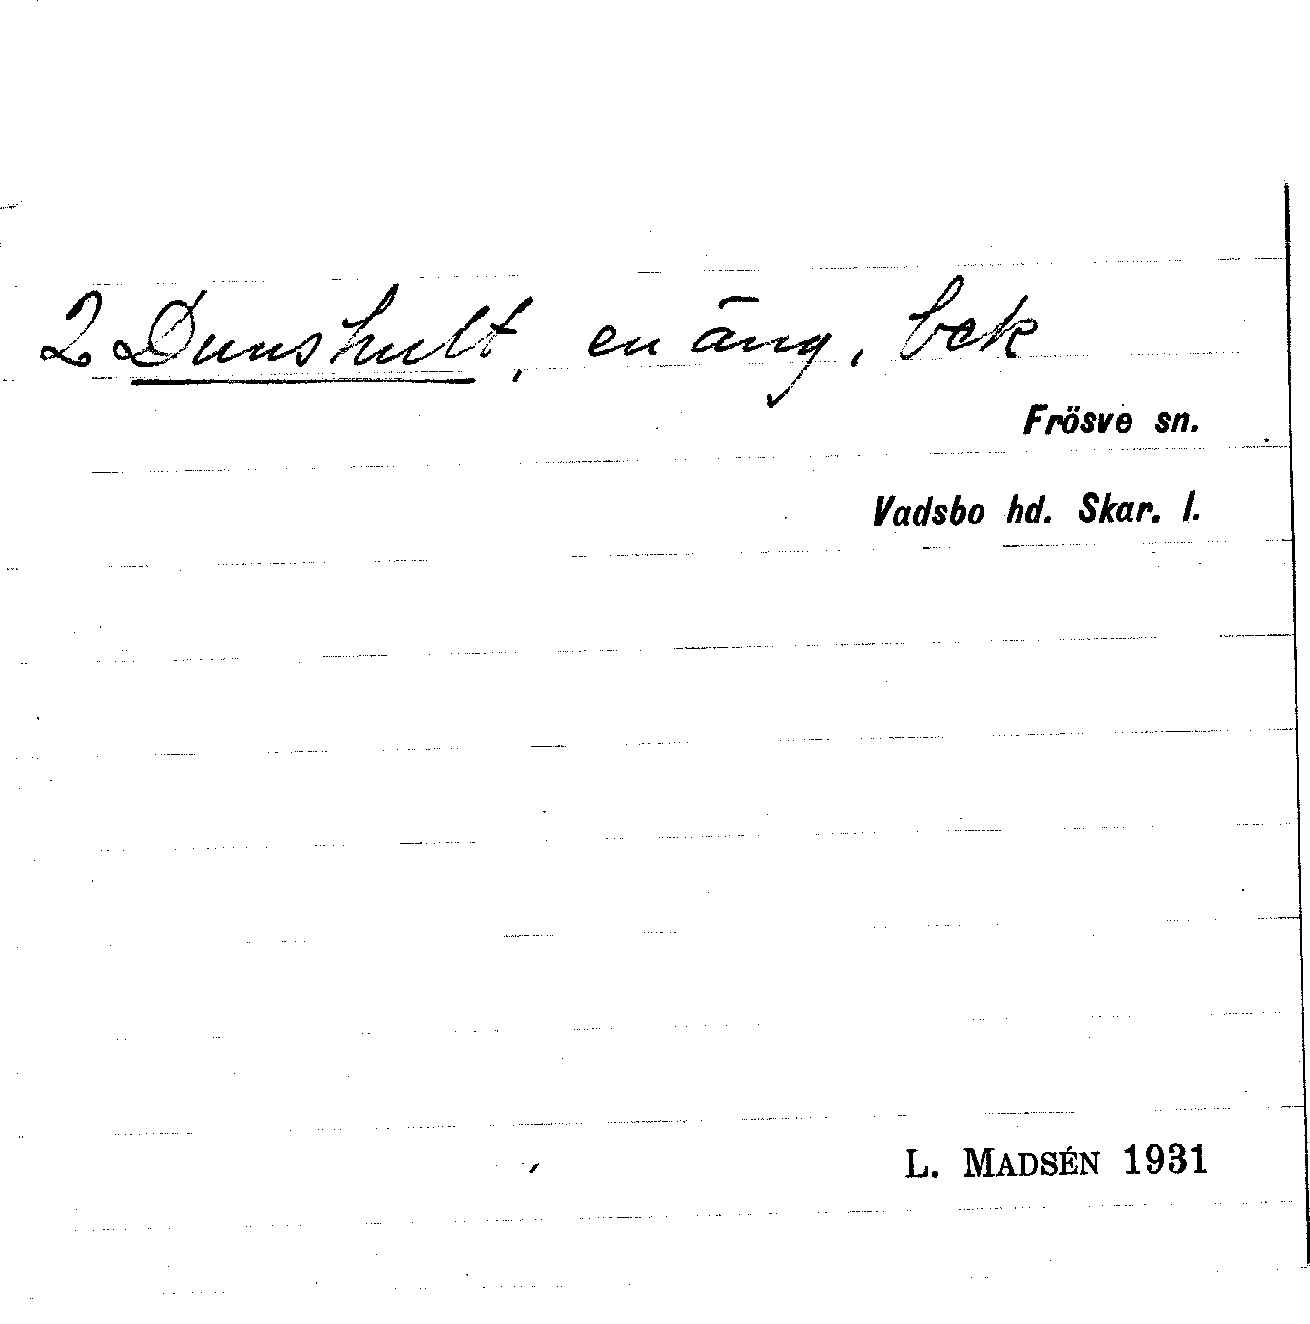 2 Dunshult, en äng, bek
Frösve sn.
Vadsbo hd. Skar. l.
L. MADSÉN 1931